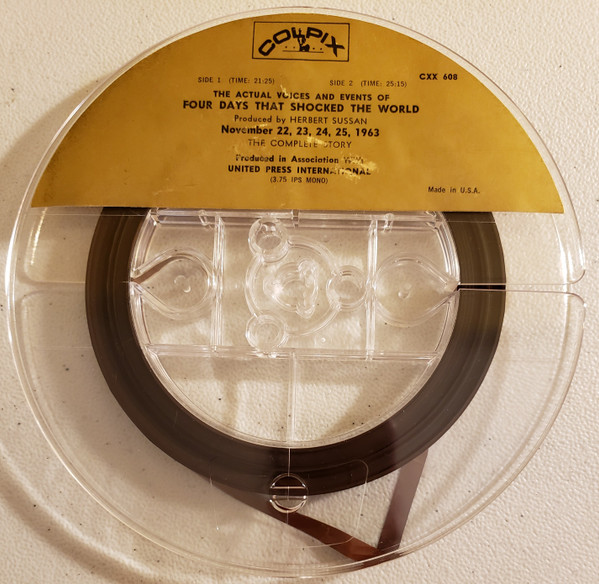 COLPIX
CXX 608
SIDE 1 (TIME: 21:25) SIDE 2 (TIME: 25:15)
THE ACTUAL VOICES AND EVENTS OF
FOUR DAYS THAT SHOCKED THE WORLD
Produced by HERBERT SUSSAN
November 22, 23, 24, 25, 1963
THE COMPLETE STORY
Produced in Association With
UNITED PRESS INTERNATIONAL
(3.75 IPS MONO)
Made in U.S.A.